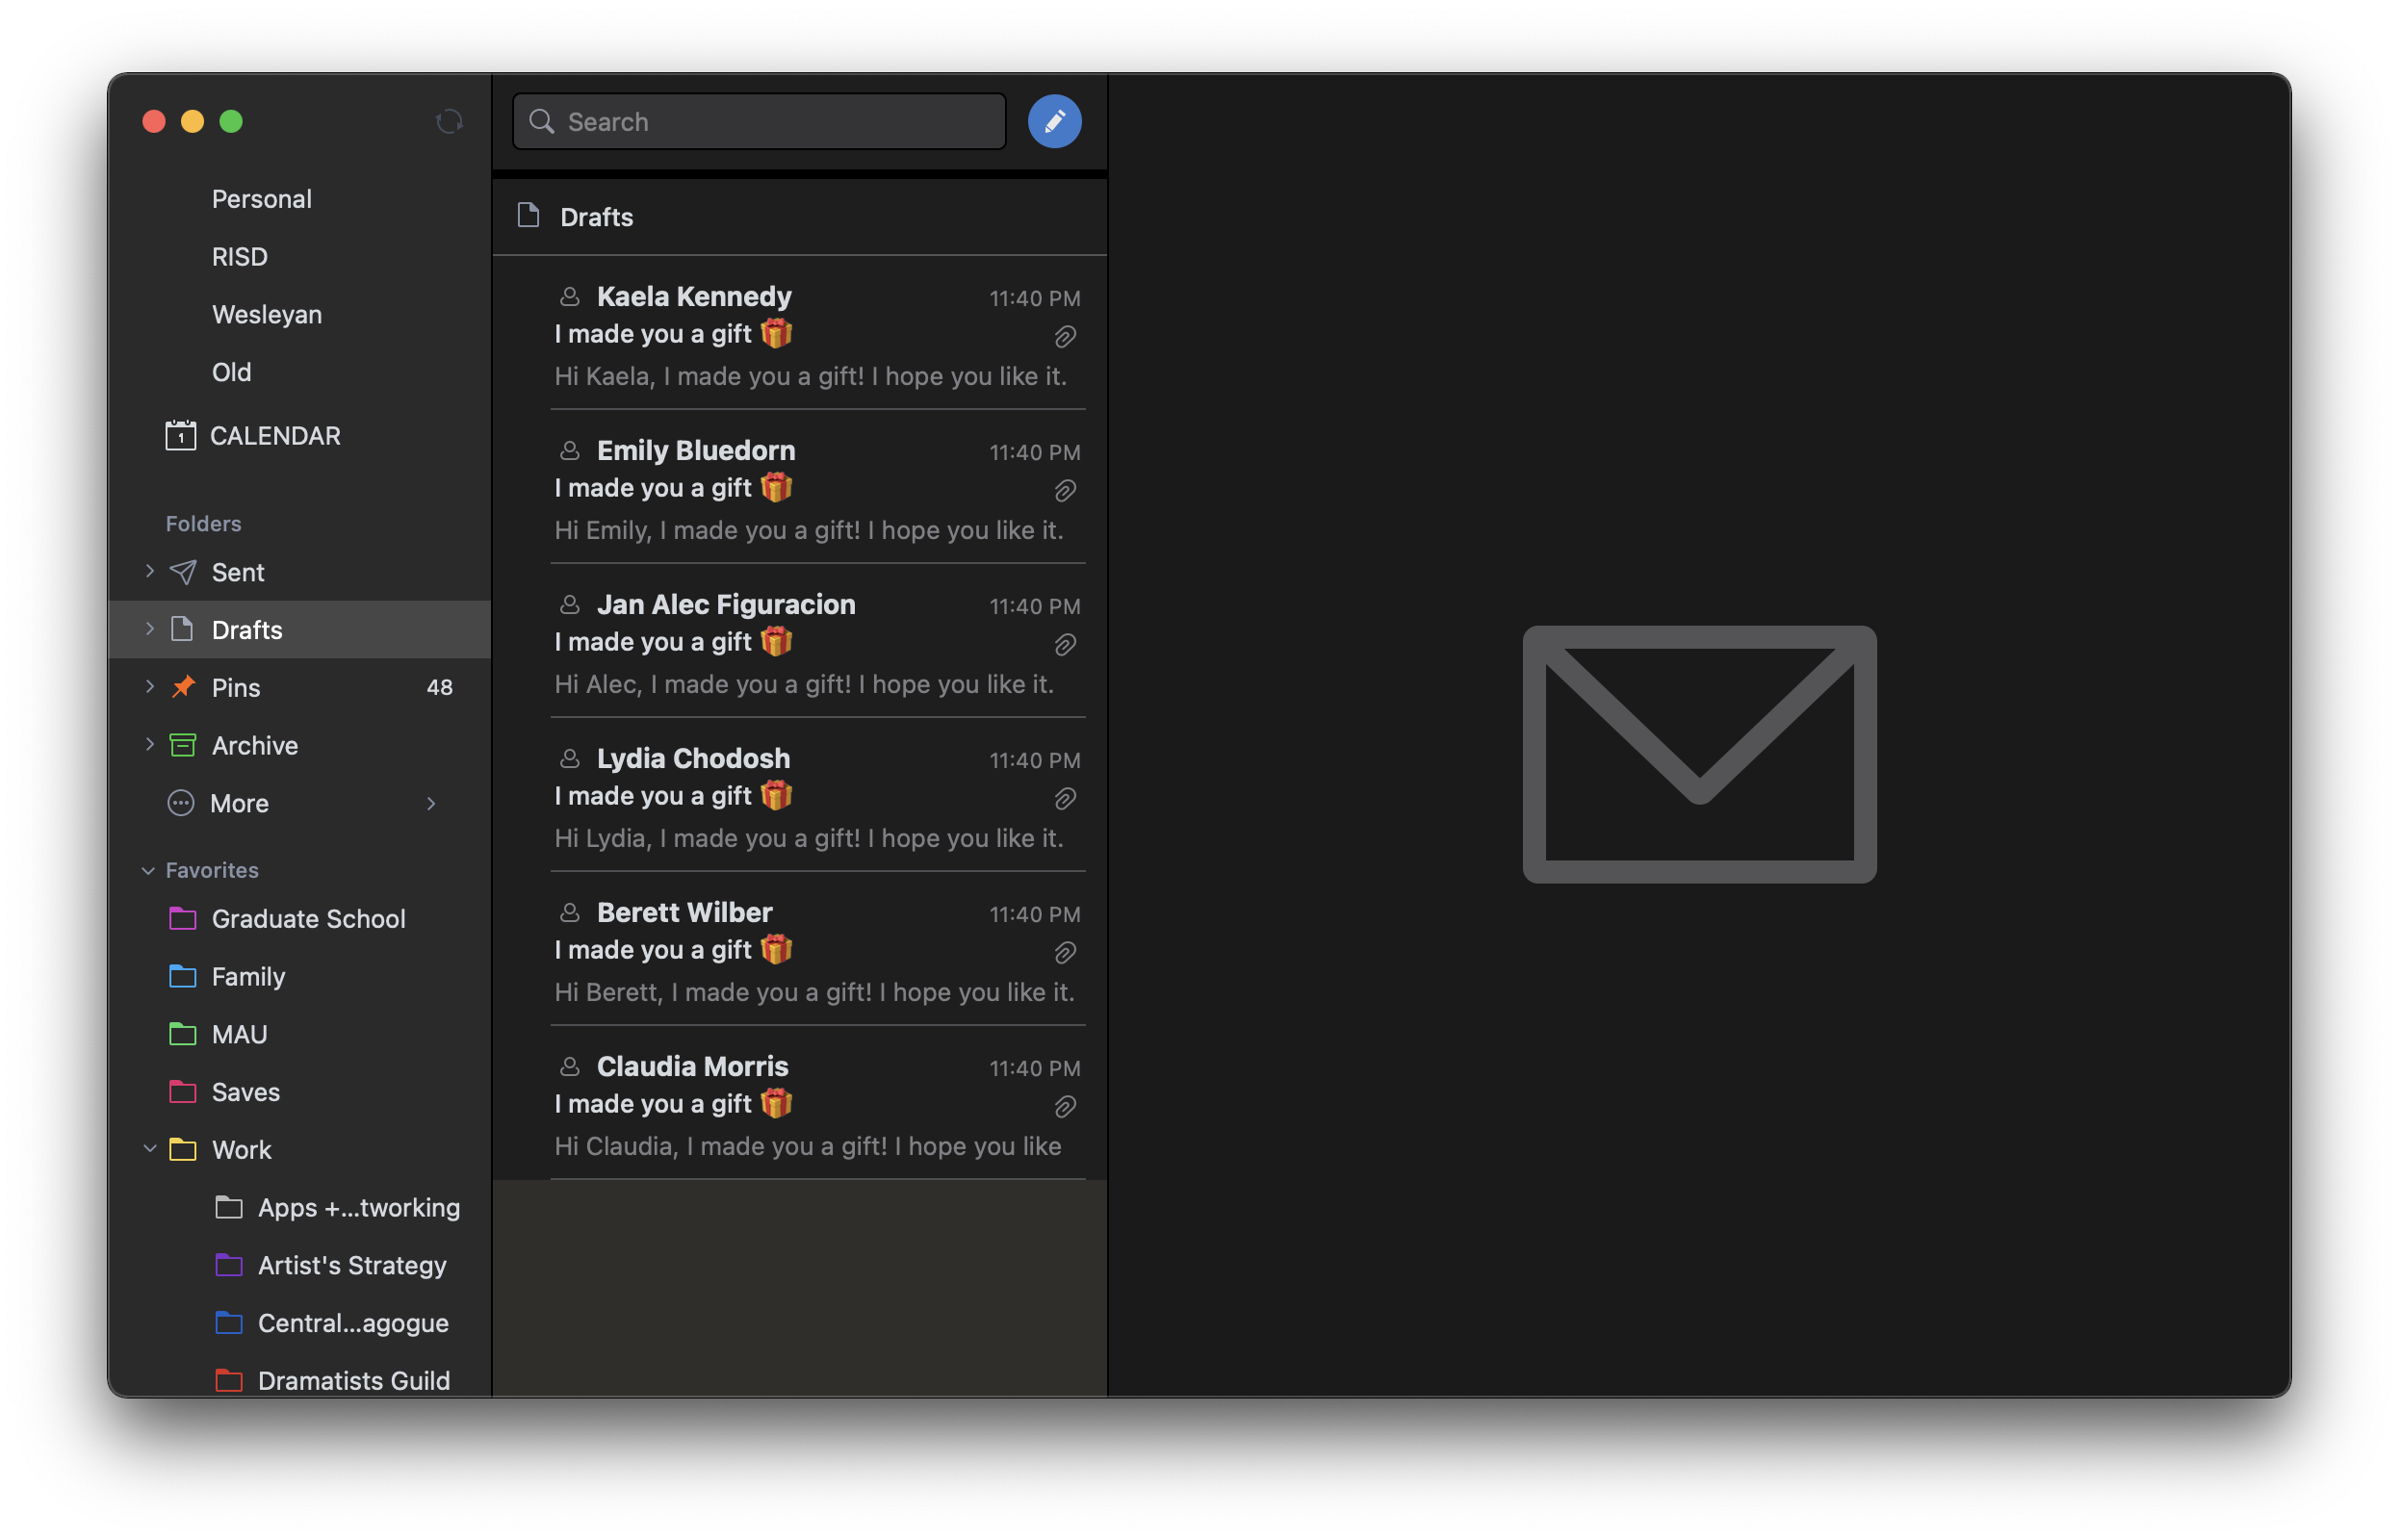 Personal
RISD
Wesleyan
Old
1 CALENDAR
Folders
Sent
Drafts
Pins 48
Archive
More
Favorites
Graduate School
Family
MAU
Saves
Work
Apps +...tworking
Artist's Strategy
Central...agogue
Dramatists Guild
Search
Drafts
Kaela Kennedy 11:40 PM
I made you a gift 🎁
Hi Kaela, I made you a gift! I hope you like it.
Emily Bluedorn 11:40 PM
I made you a gift 🎁
Hi Emily, I made you a gift! I hope you like it.
Jan Alec Figuracion 11:40 PM
I made you a gift 🎁
Hi Alec, I made you a gift! I hope you like it.
Lydia Chodosh 11:40 PM
I made you a gift 🎁
Hi Lydia, I made you a gift! I hope you like it.
Berett Wilber 11:40 PM
I made you a gift 🎁
Hi Berett, I made you a gift! I hope you like it.
Claudia Morris 11:40 PM
I made you a gift 🎁
Hi Claudia, I made you a gift! I hope you like